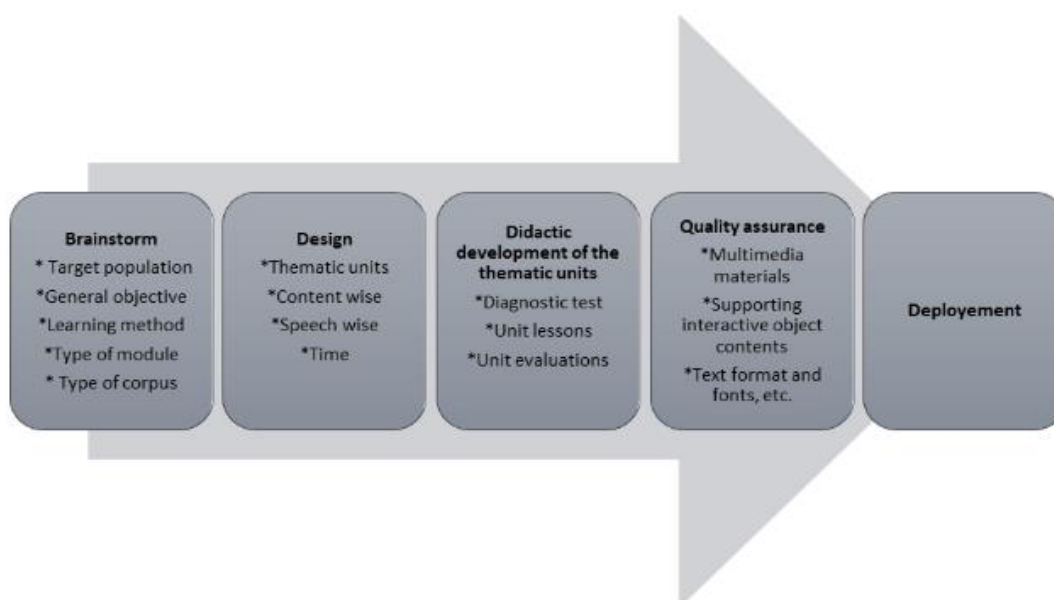 Brainstorm
* Target population
*General objective
*Learning method
*Type of module
* Type of corpus
Design
*Thematic units
*Content wise
*Speech wise
*Time
Didactic
development of the
thematic units
*Diagnostic test
*Unit lessons
*Unit evaluations
Quality assurance
*Multimedia
materials
*Supporting
interactive object
contents
*Text format and
fonts, etc.
Deployement